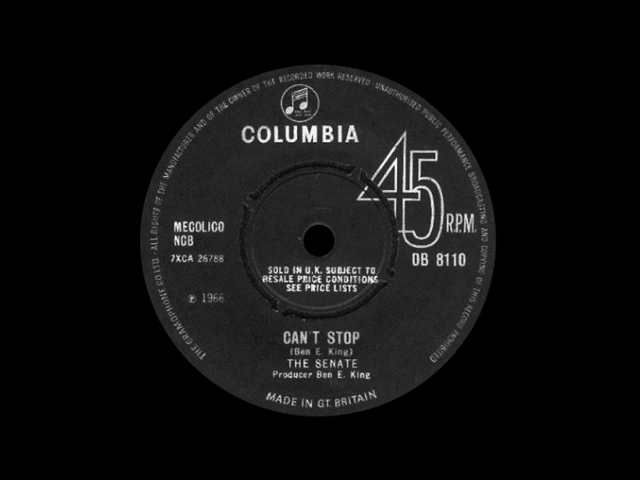 THE GRAMOPHONE CO. LTD. · ALL RIGHTS OF THE MANUFACTURER AND OF THE OWNER OF THE RECORDED WORK RESERVED · UNAUTHORISED PUBLIC PERFORMANCE BROADCASTING AND COPYING OF THIS RECORD PROHIBITED
COLUMBIA
45 R.P.M.
MECOLICO
NCB
7XCA 26788
DB 8110
SOLD IN U.K. SUBJECT TO
RESALE PRICE CONDITIONS
SEE PRICE LISTS
℗ 1966
CAN'T STOP
(Ben E. King)
THE SENATE
Producer Ben E. King
MADE IN GT. BRITAIN